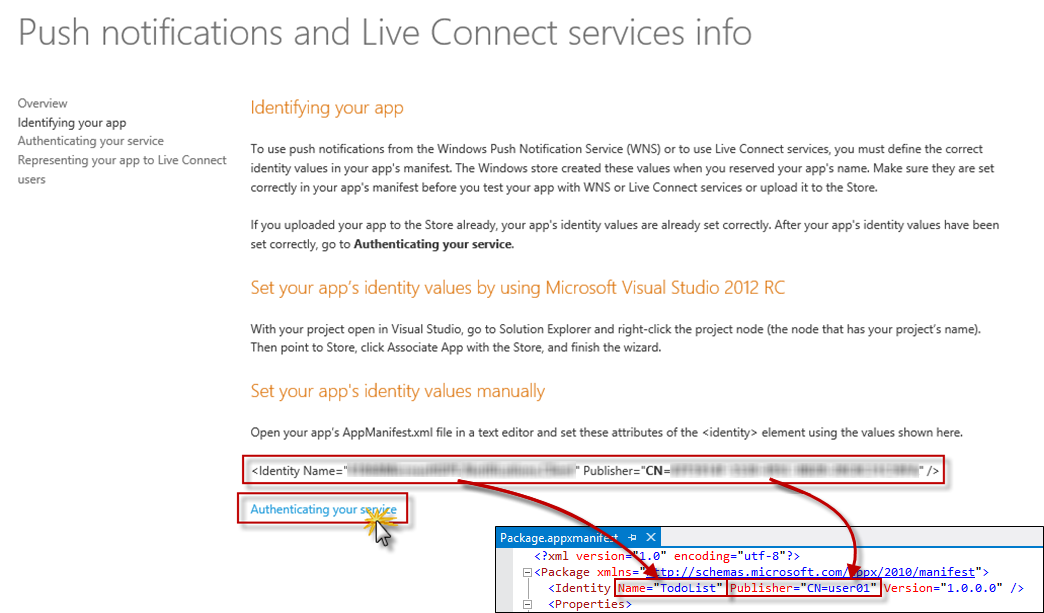 Push notifications and Live Connect services info
Overview
Identifying your app
Authenticating your service
Representing your app to Live Connect
users
Identifying your app
To use push notifications from the Windows Push Notification Service (WNS) or to use Live Connect services, you must define the correct
identity values in your app's manifest. The Windows store created these values when you reserved your app's name. Make sure they are set
correctly in your app's manifest before you test your app with WNS or Live Connect services or upload it to the Store.
If you uploaded your app to the Store already, your app's identity values are already set correctly. After your app's identity values have been
set correctly, go to Authenticating your service.
Set your app's identity values by using Microsoft Visual Studio 2012 RC
With your project open in Visual Studio, go to Solution Explorer and right-click the project node (the node that has your project's name).
Then point to Store, click Associate App with the Store, and finish the wizard.
Set your app's identity values manually
Open your app's AppManifest.xml file in a text editor and set these attributes of the <identity> element using the values shown here.
<Identity Name=" " Publisher="CN= " />
Authenticating your service
Package.appxmanifest
<?xml version="1.0" encoding="utf-8"?>
<Package xmlns="http://schemas.microsoft.com/appx/2010/manifest">
<Identity Name="TodoList" Publisher="CN=user01" Version="1.0.0.0" />
<Properties>